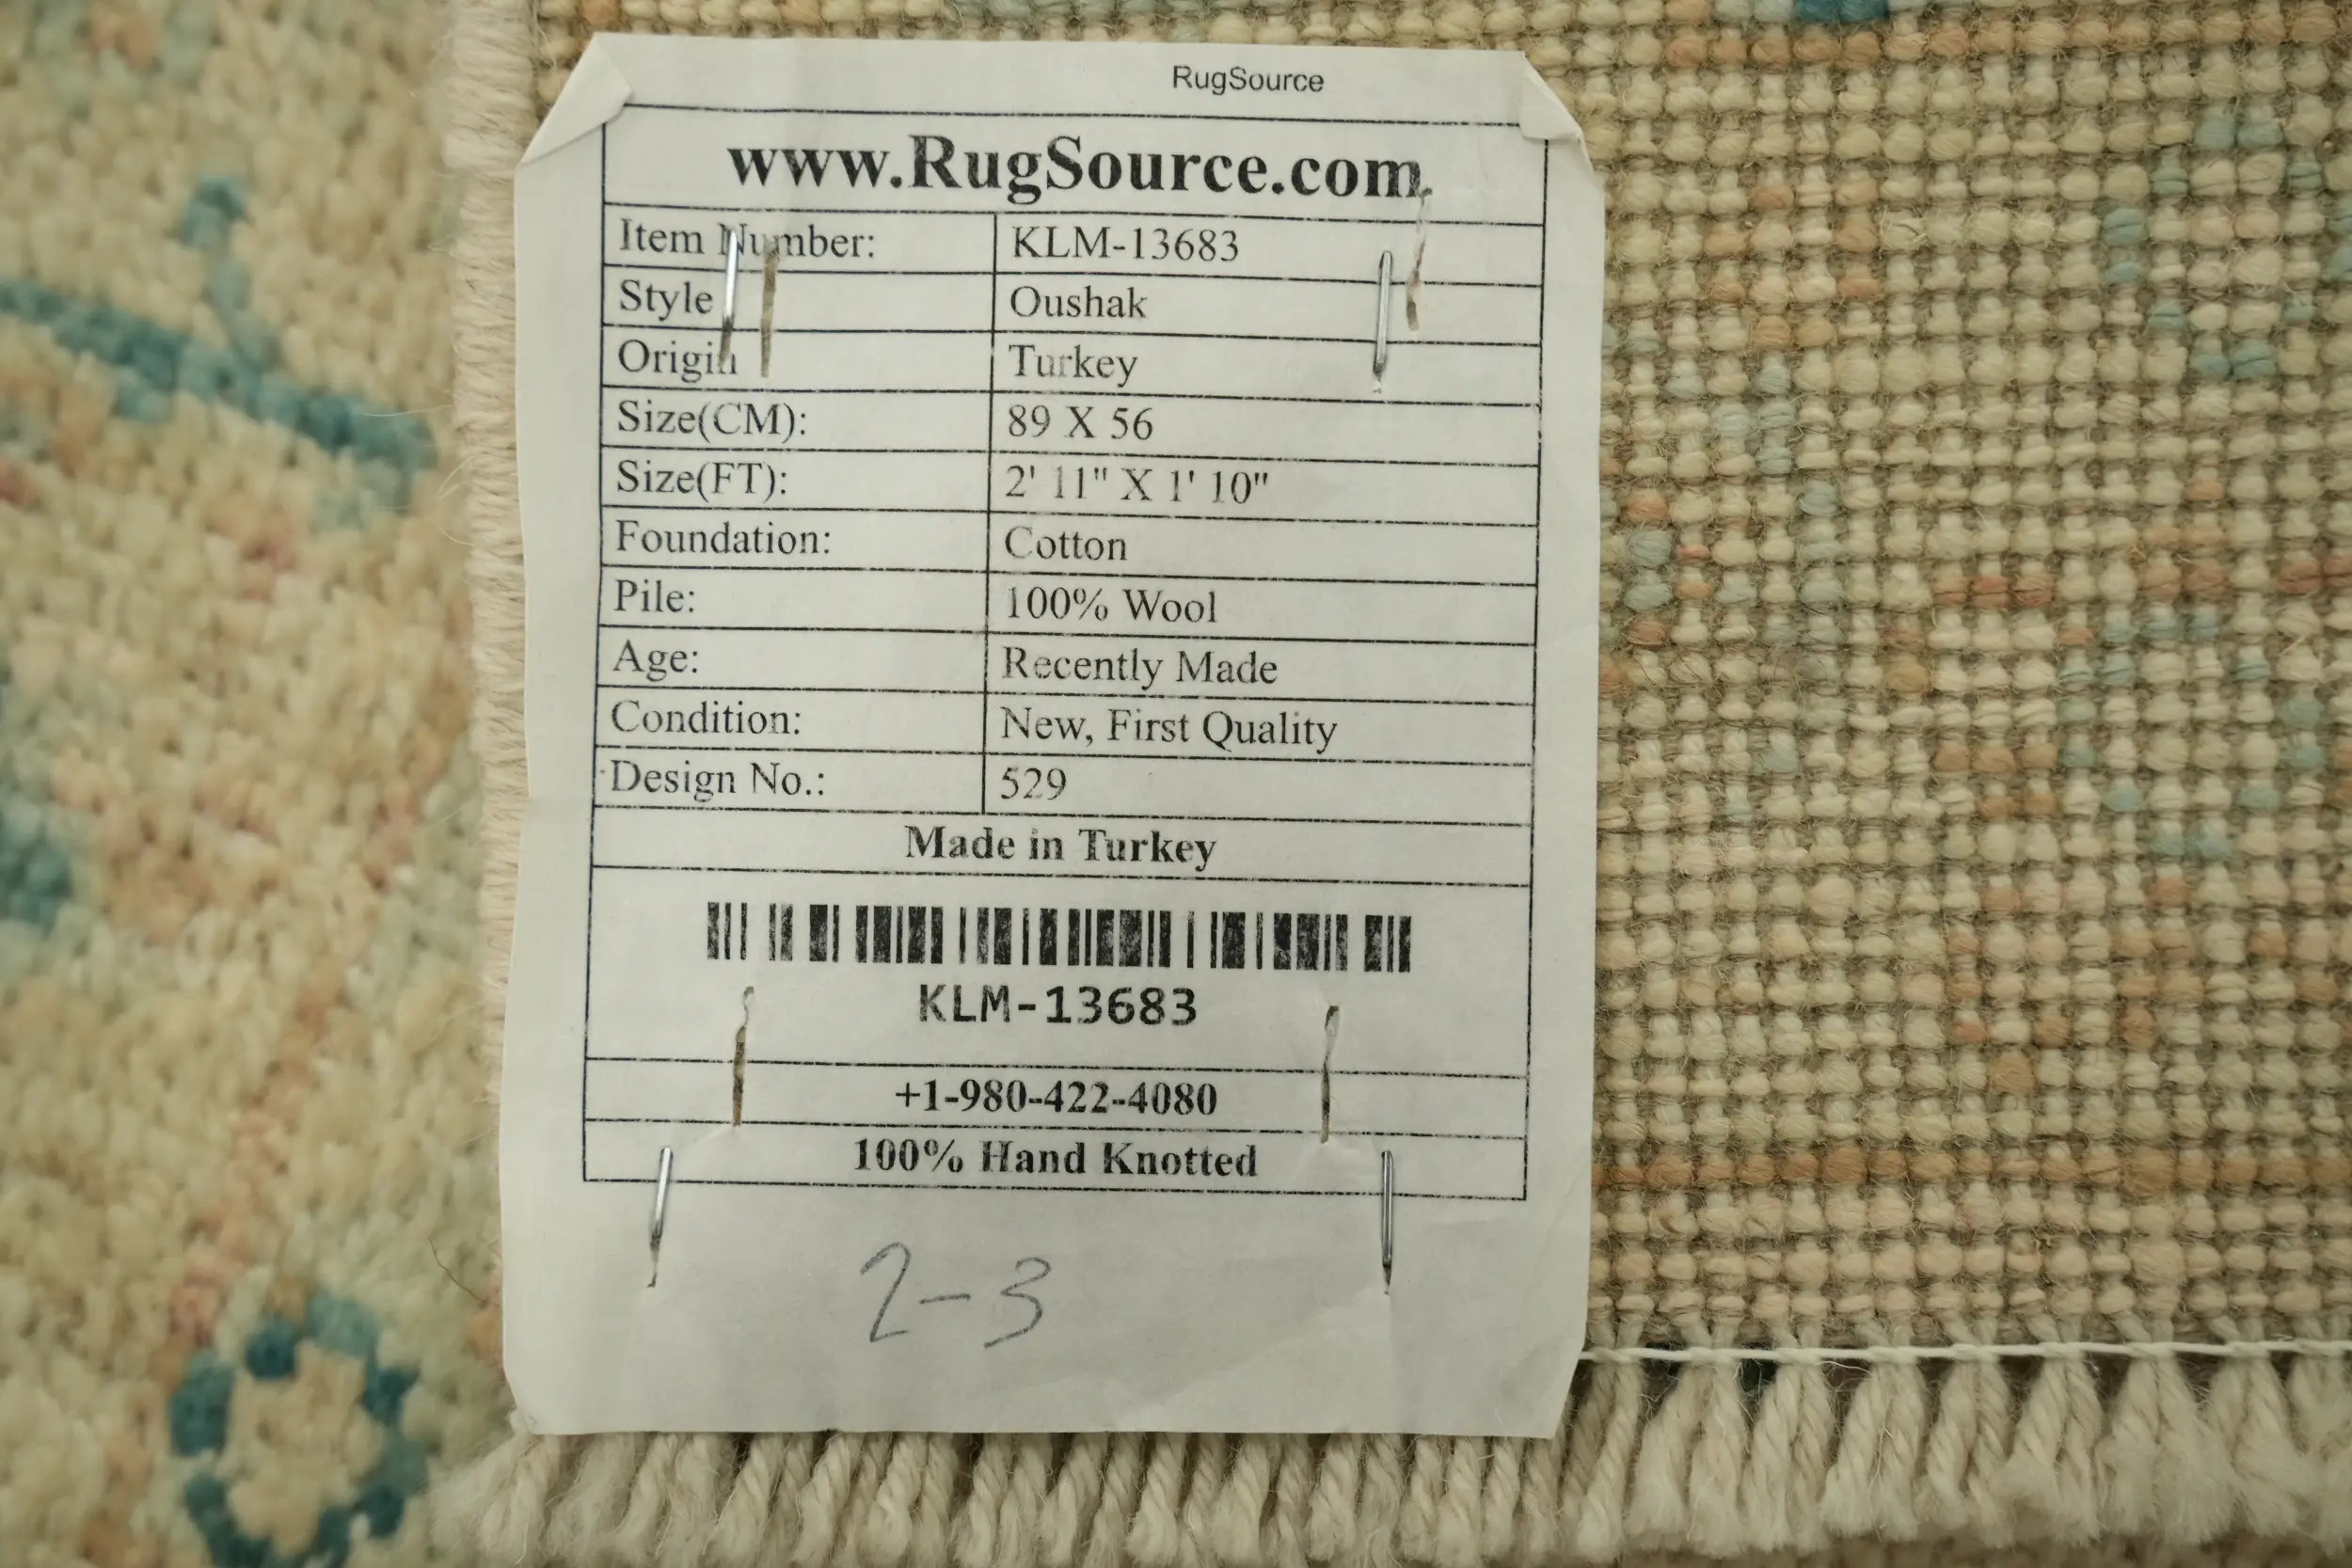 RugSource
www.RugSource.com
Item Number: KLM-13683
Style Oushak
Origin Turkey
Size(CM): 89 X 56
Size(FT): 2' 11" X 1' 10"
Foundation: Cotton
Pile: 100% Wool
Age: Recently Made
Condition: New, First Quality
Design No.: 529
Made in Turkey
KLM-13683
+1-980-422-4080
100% Hand Knotted
2-3